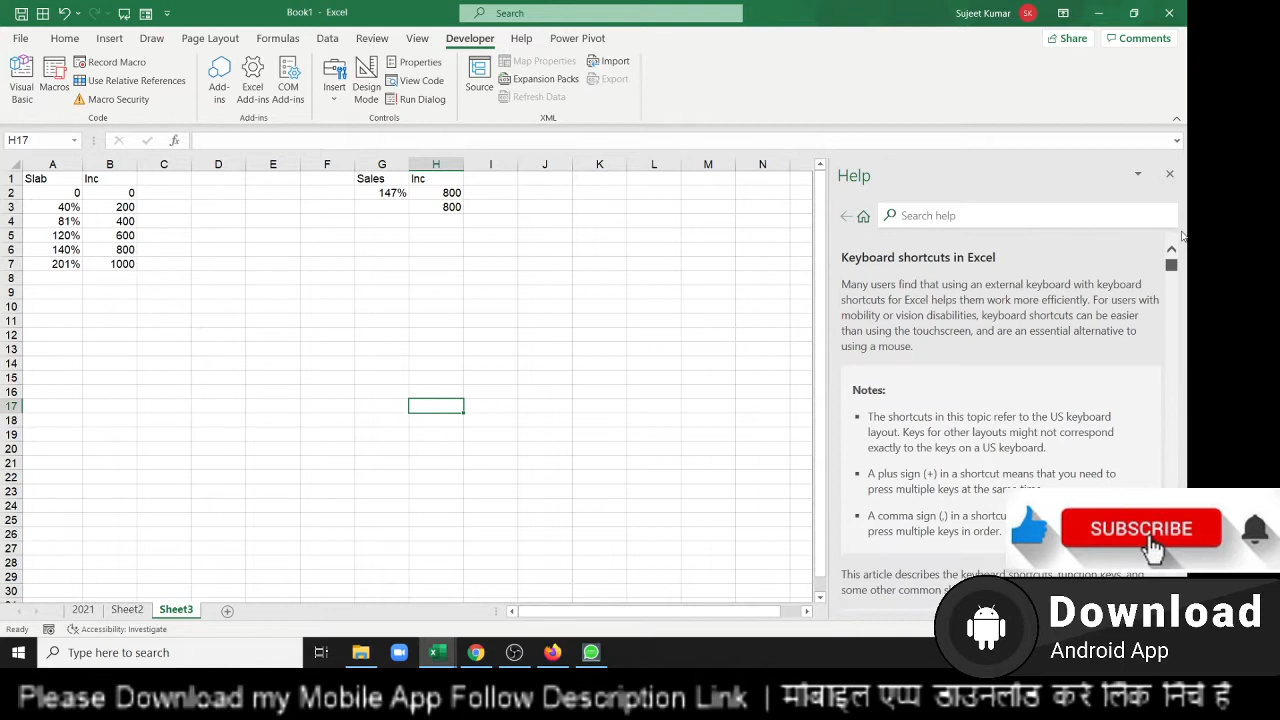 Book1 - Excel
Search
Sujeet Kumar
SK
File Home Insert Draw Page Layout Formulas Data Review View Developer Help Power Pivot
Share
Comments
Visual Basic
Macros
Record Macro
Use Relative References
Macro Security
Code
Add-ins
Excel Add-ins
COM Add-ins
Add-ins
Insert
Design Mode
Properties
View Code
Run Dialog
Controls
Source
Map Properties
Expansion Packs
Refresh Data
Import
Export
XML
H17
fx
A B C D E F G H I J K L M N
1 Slab Inc Sales Inc
2 0 0 147% 800
3 40% 200 800
4 81% 400
5 120% 600
6 140% 800
7 201% 1000
8
9
10
11
12
13
14
15
16
17
18
19
20
21
22
23
24
25
26
27
28
29
30
Help
Search help
Keyboard shortcuts in Excel
Many users find that using an external keyboard with keyboard
shortcuts for Excel helps them work more efficiently. For users with
mobility or vision disabilities, keyboard shortcuts can be easier
than using the touchscreen, and are an essential alternative to
using a mouse.
Notes:
• The shortcuts in this topic refer to the US keyboard
layout. Keys for other layouts might not correspond
exactly to the keys on a US keyboard.
• A plus sign (+) in a shortcut means that you need to
press multiple keys at the same time.
• A comma sign (,) in a shortcut
press multiple keys in order.
This article describes the keyboard shortcuts, function keys, and
some other common
SUBSCRIBE
Download
Android App
2021 Sheet2 Sheet3
Ready
Accessibility: Investigate
Type here to search
Please Download my Mobile App Follow Description Link | मोबाइल एप्प डाउनलोड करे लिंक निचे है